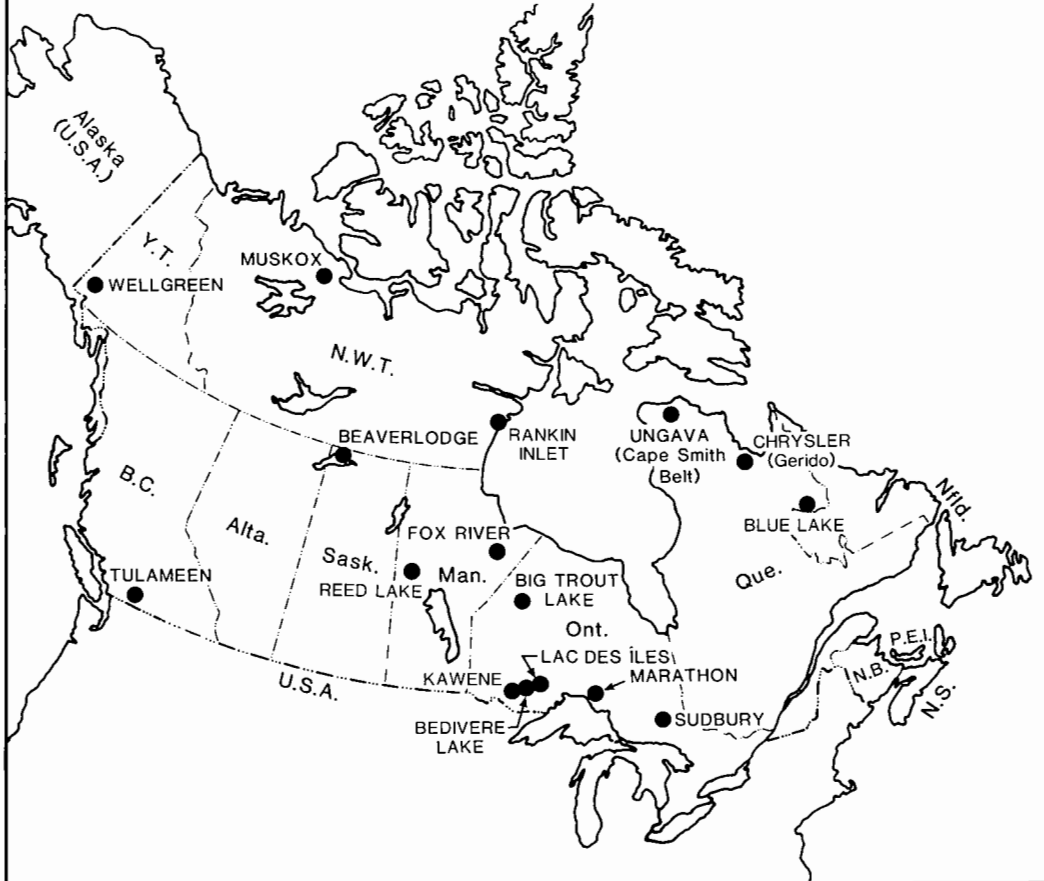 Alaska
(U.S.A.)
Y.T.
WELLGREEN
MUSKOX
N.W.T.
BEAVERLODGE
RANKIN
INLET
UNGAVA
(Cape Smith
Belt)
CHRYSLER
(Gerido)
BLUE LAKE
Nfld.
B.C.
Alta.
Sask.
FOX RIVER
Man.
REED LAKE
TULAMEEN
BIG TROUT
LAKE
Que.
Ont.
LAC DES ÎLES
MARATHON
KAWENE
BEDIVERE
LAKE
SUDBURY
U.S.A.
P.E.I.
N.B.
N.S.